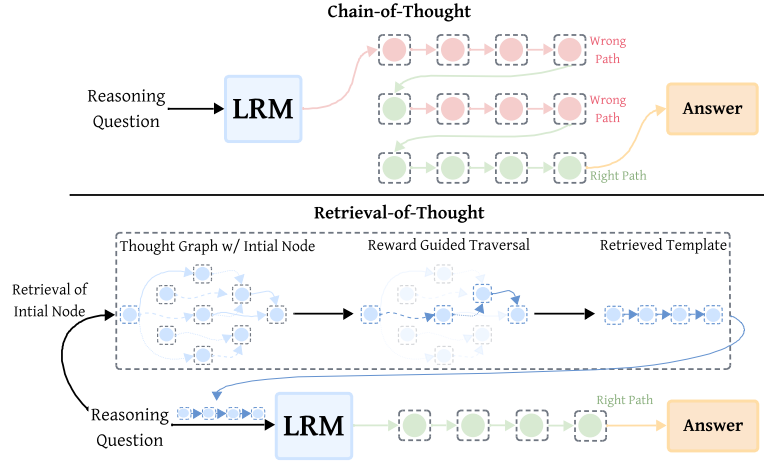 Chain-of-Thought
Wrong
Path
Reasoning
Question
LRM
Wrong
Path
Answer
Right Path
Retrieval-of-Thought
Thought Graph w/ Intial Node
Reward Guided Traversal
Retrieved Template
Retrieval of
Intial Node
Reasoning
Question
LRM
Right Path
Answer